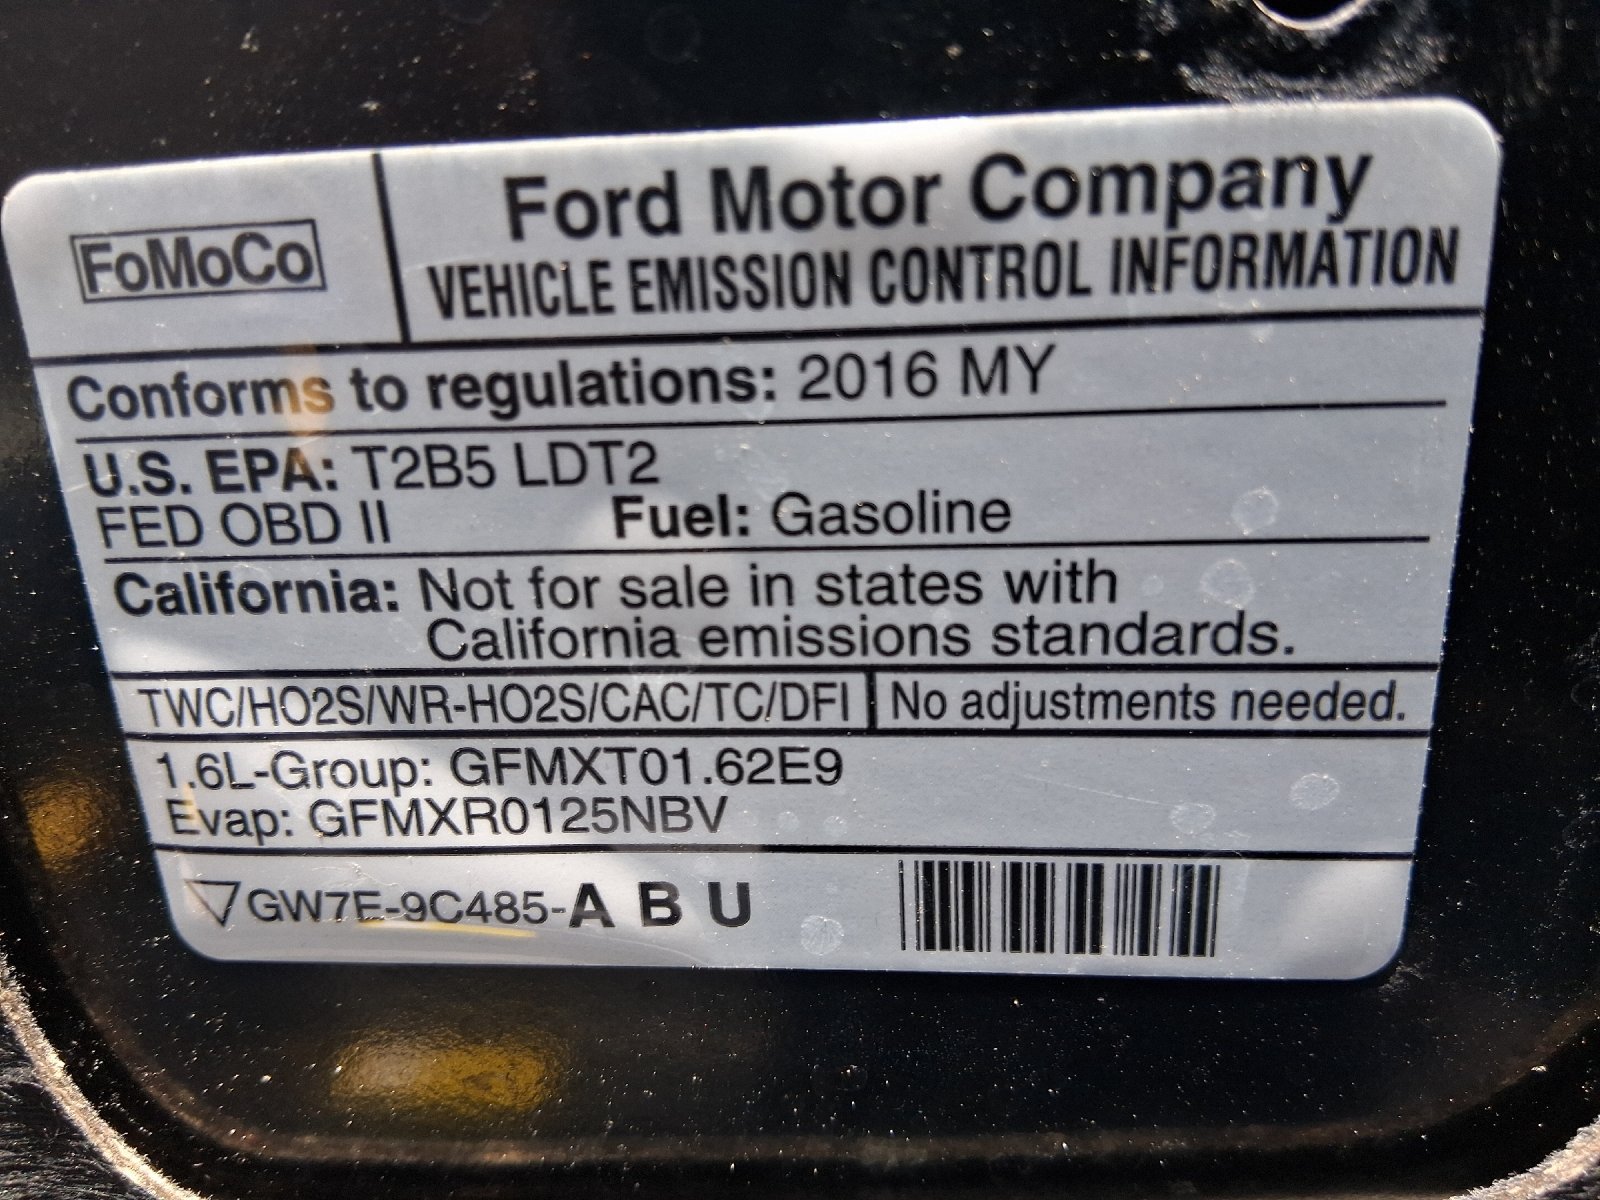 FoMoCo
Ford Motor Company
VEHICLE EMISSION CONTROL INFORMATION
Conforms to regulations: 2016 MY
U.S. EPA: T2B5 LDT2
FED OBD II Fuel: Gasoline
California: Not for sale in states with
California emissions standards.
TWC/HO2S/WR-HO2S/CAC/TC/DFI No adjustments needed.
1.6L-Group: GFMXT01.62E9
Evap: GFMXR0125NBV
GW7E-9C485-A B U